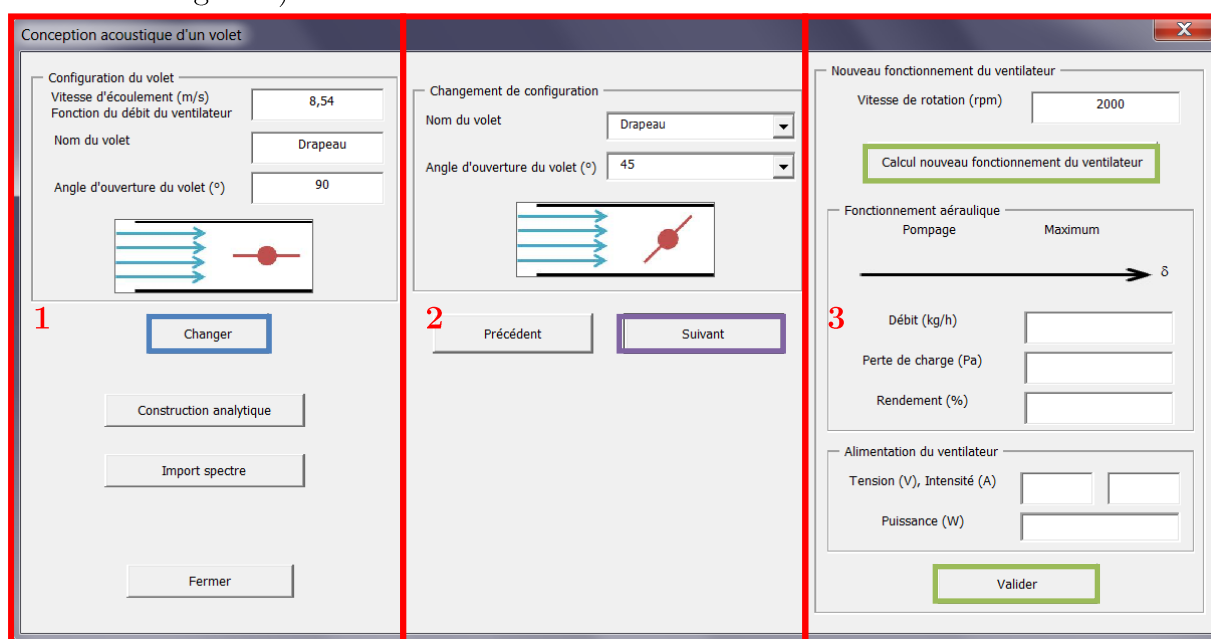 Conception acoustique d'un volet
X
Configuration du volet
Vitesse d'écoulement (m/s)
Fonction du débit du ventilateur
8,54
Nom du volet
Drapeau
Angle d'ouverture du volet (°)
90
1
Changer
Construction analytique
Import spectre
Fermer
Changement de configuration
Nom du volet
Drapeau
Angle d'ouverture du volet (°)
45
2
Précédent
Suivant
Nouveau fonctionnement du ventilateur
Vitesse de rotation (rpm)
2000
Calcul nouveau fonctionnement du ventilateur
Fonctionnement aéraulique
Pompage
Maximum
δ
3
Débit (kg/h)
Perte de charge (Pa)
Rendement (%)
Alimentation du ventilateur
Tension (V), Intensité (A)
Puissance (W)
Valider